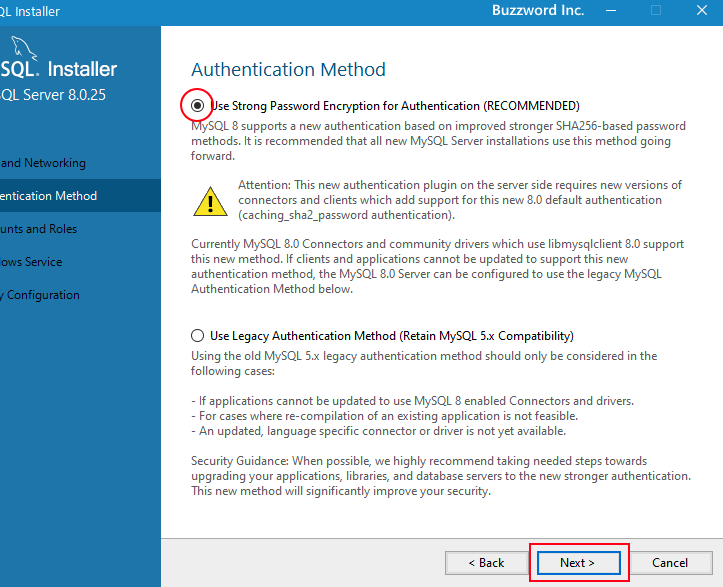 QL Installer
Buzzword Inc.
SQL. Installer
QL Server 8.0.25
and Networking
entication Method
unts and Roles
ows Service
y Configuration
Authentication Method
Use Strong Password Encryption for Authentication (RECOMMENDED)
MySQL 8 supports a new authentication based on improved stronger SHA256-based password
methods. It is recommended that all new MySQL Server installations use this method going
forward.
Attention: This new authentication plugin on the server side requires new versions of
connectors and clients which add support for this new 8.0 default authentication
(caching_sha2_password authentication).
Currently MySQL 8.0 Connectors and community drivers which use libmysqlclient 8.0 support
this new method. If clients and applications cannot be updated to support this new
authentication method, the MySQL 8.0 Server can be configured to use the legacy MySQL
Authentication Method below.
Use Legacy Authentication Method (Retain MySQL 5.x Compatibility)
Using the old MySQL 5.x legacy authentication method should only be considered in the
following cases:
- If applications cannot be updated to use MySQL 8 enabled Connectors and drivers.
- For cases where re-compilation of an existing application is not feasible.
- An updated, language specific connector or driver is not yet available.
Security Guidance: When possible, we highly recommend taking needed steps towards
upgrading your applications, libraries, and database servers to the new stronger authentication.
This new method will significantly improve your security.
< Back
Next >
Cancel